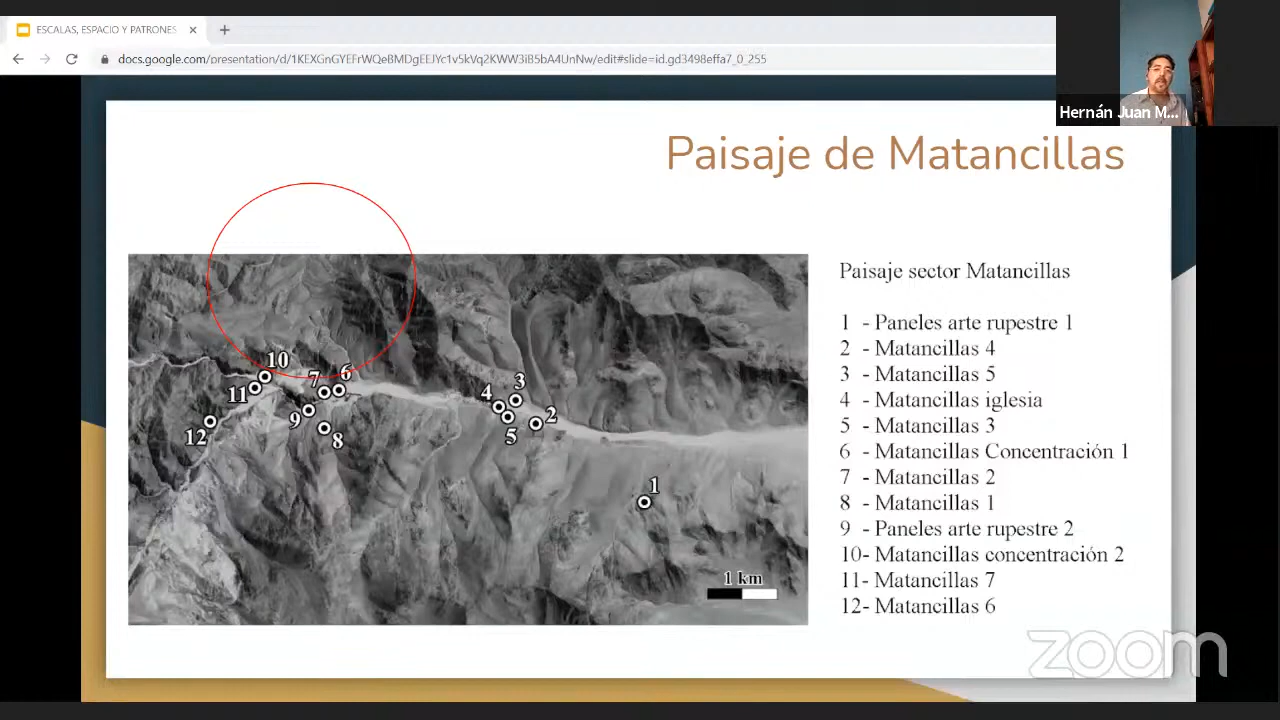 ESCALAS, ESPACIO Y PATRONES
docs.google.com/presentation/d/1KEXGnGYEFrWQeBMDgEEJYc1v5kVq2KWW3iB5bA4UnNw/edit#slide=id.gd3498effa7_0_255
Hernán Juan M...
Paisaje de Matancillas
Paisaje sector Matancillas
1 - Paneles arte rupestre 1
2 - Matancillas 4
3 - Matancillas 5
4 - Matancillas iglesia
5 - Matancillas 3
6 - Matancillas Concentración 1
7 - Matancillas 2
8 - Matancillas 1
9 - Paneles arte rupestre 2
10- Matancillas concentración 2
11- Matancillas 7
12- Matancillas 6
10
7
6
11
9
12
8
4
3
2
5
1
1 km
zoom